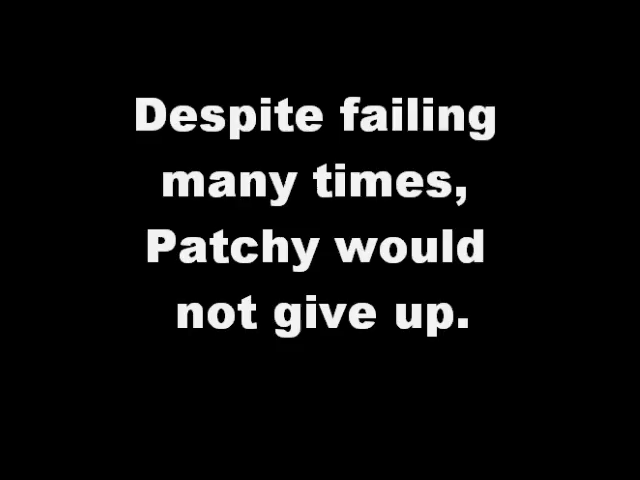 Despite failing
many times,
Patchy would
not give up.